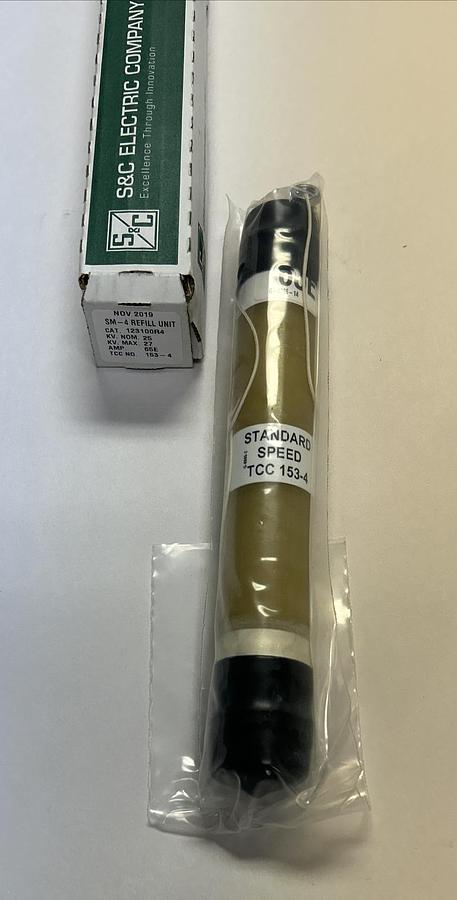 S&C ELECTRIC COMPANY
Excellence Through Innovation
S&C
NOV 2019
SM-4 REFILL UNIT
CAT. 123100R4
KV. NOM. 25
KV. MAX 27
AMP. 65E
TCC NO. 153-4
STANDARD
SPEED
TCC 153-4